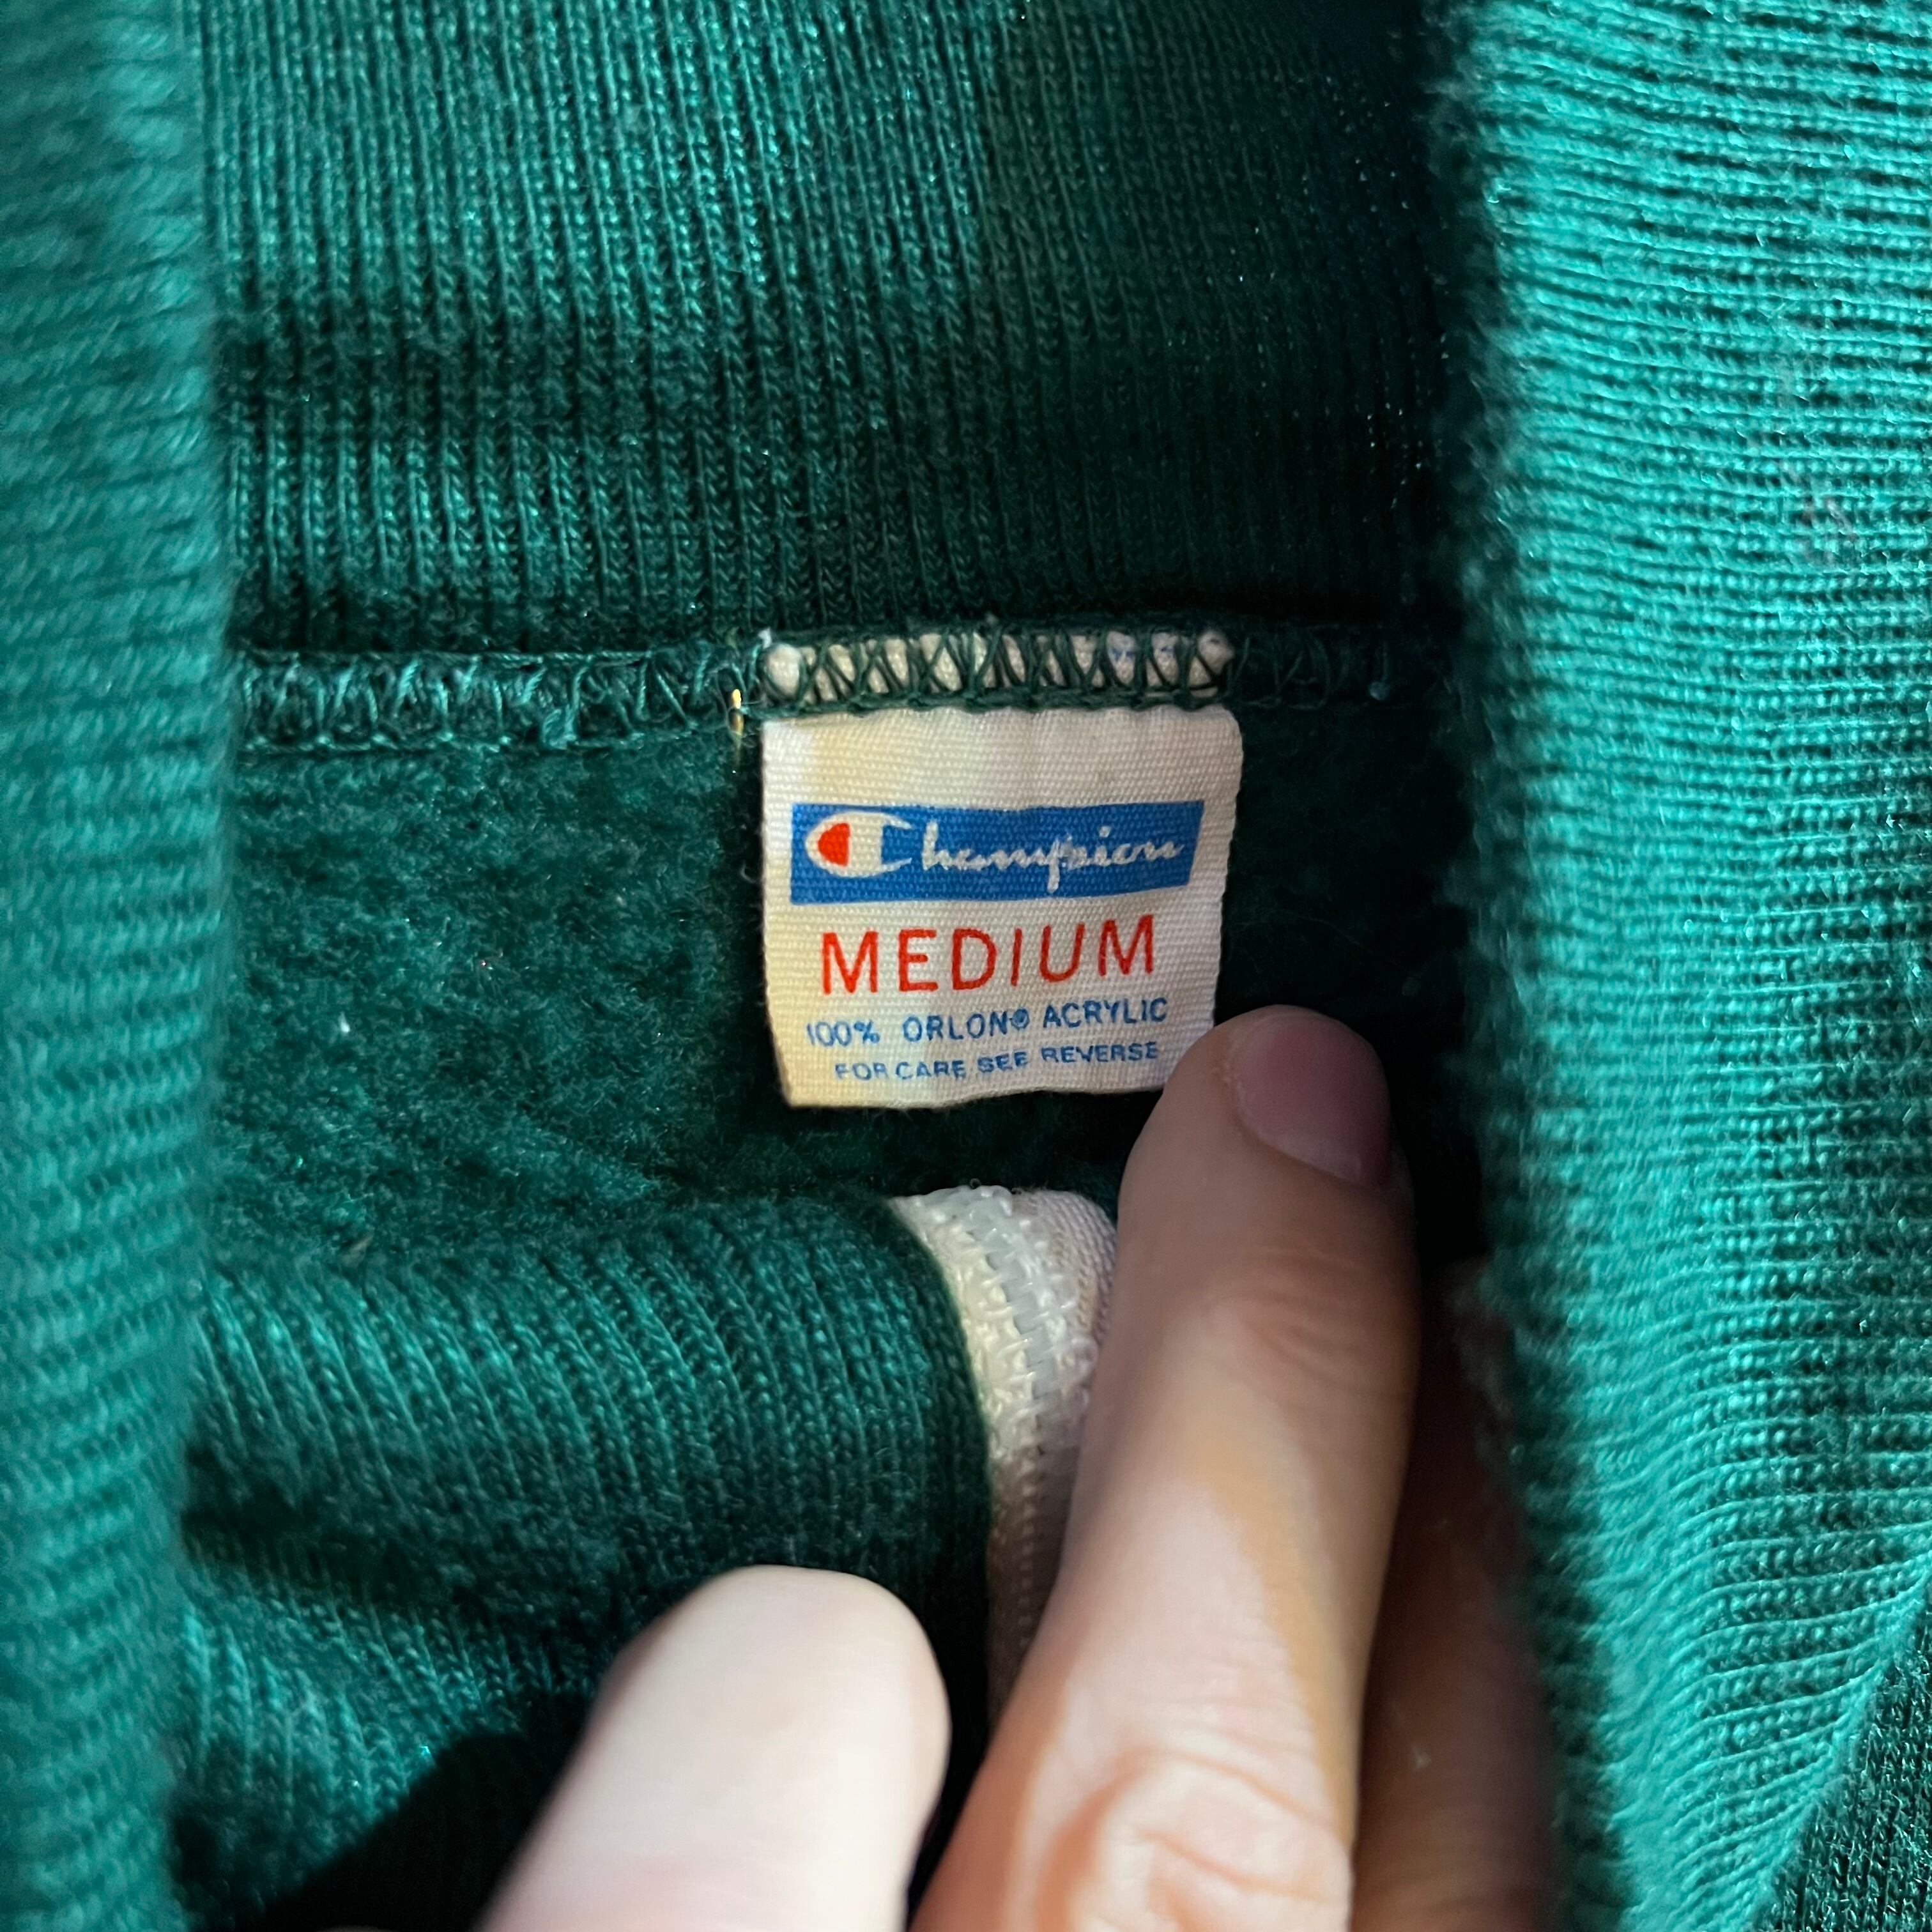 Champion
MEDIUM
100% ORLON® ACRYLIC
FOR CARE SEE REVERSE